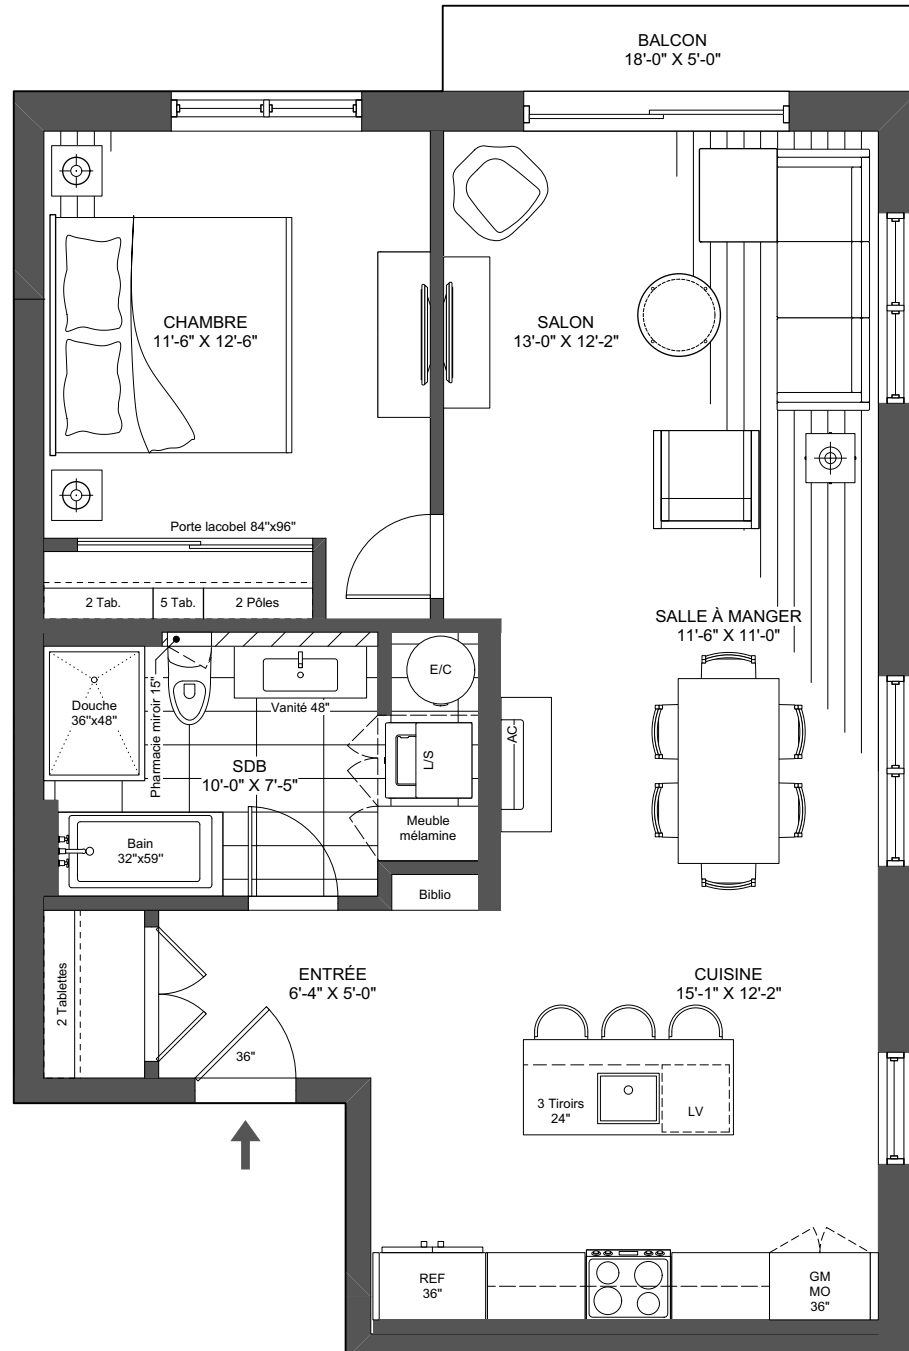 BALCON
18'-0" X 5'-0"
CHAMBRE
11'-6" X 12'-6"
SALON
13'-0" X 12'-2"
Porte lacobel 84"x96"
2 Tab.
5 Tab.
2 Pôles
SALLE À MANGER
11'-6" X 11'-0"
E/C
Douche
36"x48"
Pharmacie miroir 15"
Vanité 48"
SDB
10'-0" X 7'-5"
L/S
AC
Meuble
mélamine
Bain
32"x59"
Biblio
2 Tablettes
ENTRÉE
6'-4" X 5'-0"
36"
CUISINE
15'-1" X 12'-2"
3 Tiroirs
24"
LV
REF
36"
GM
MO
36"